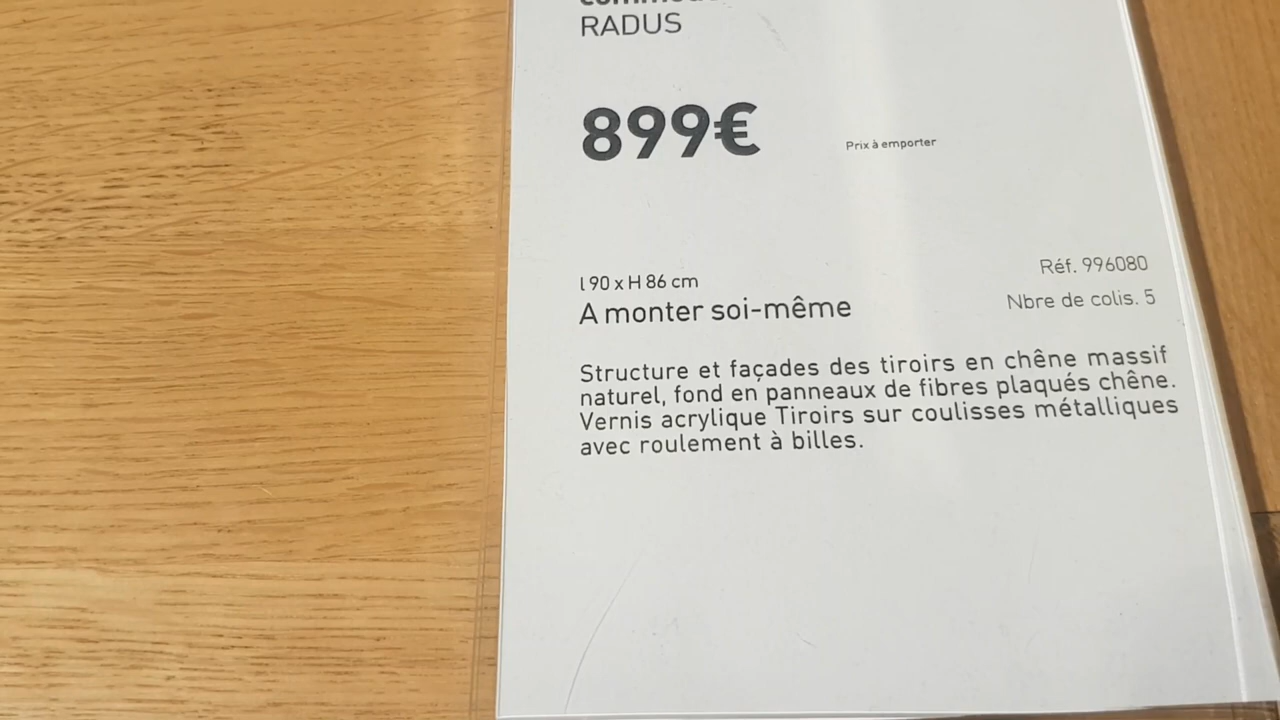 RADUS
899€
Prix à emporter
l 90 x H 86 cm
Réf. 996080
A monter soi-même
Nbre de colis. 5
Structure et façades des tiroirs en chêne massif
naturel, fond en panneaux de fibres plaqués chêne.
Vernis acrylique Tiroirs sur coulisses métalliques
avec roulement à billes.